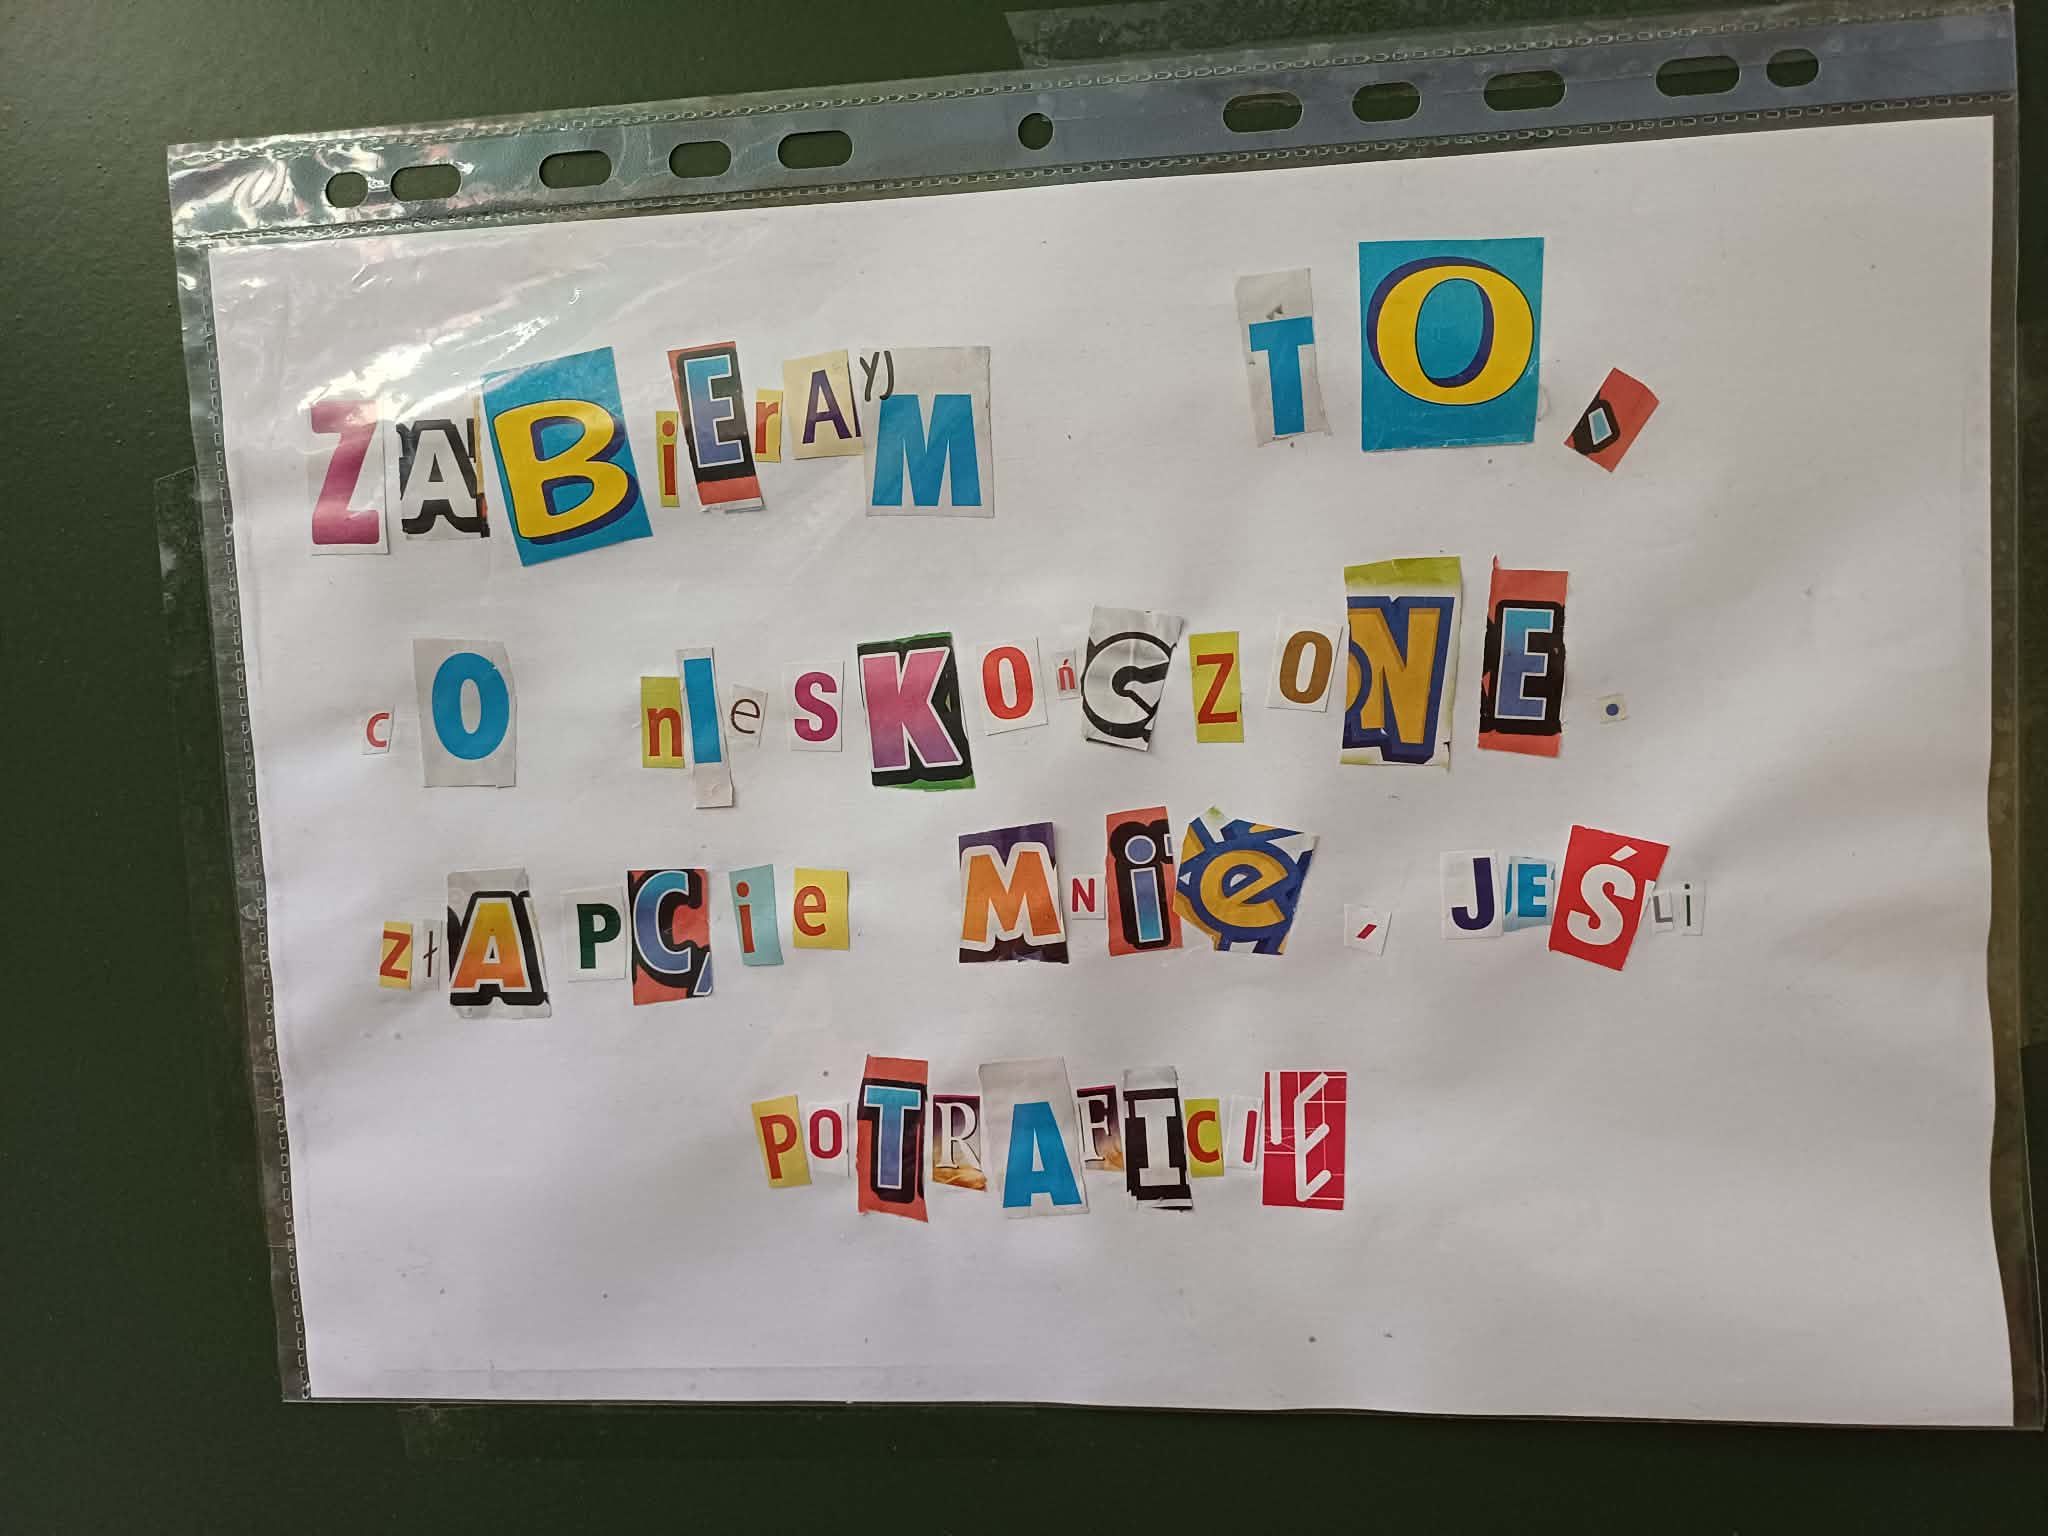 ZABiErAM TO,
cO nIeSKOńCZONE.
złAPCie MNie, JEŚLi
POTRAFICIE